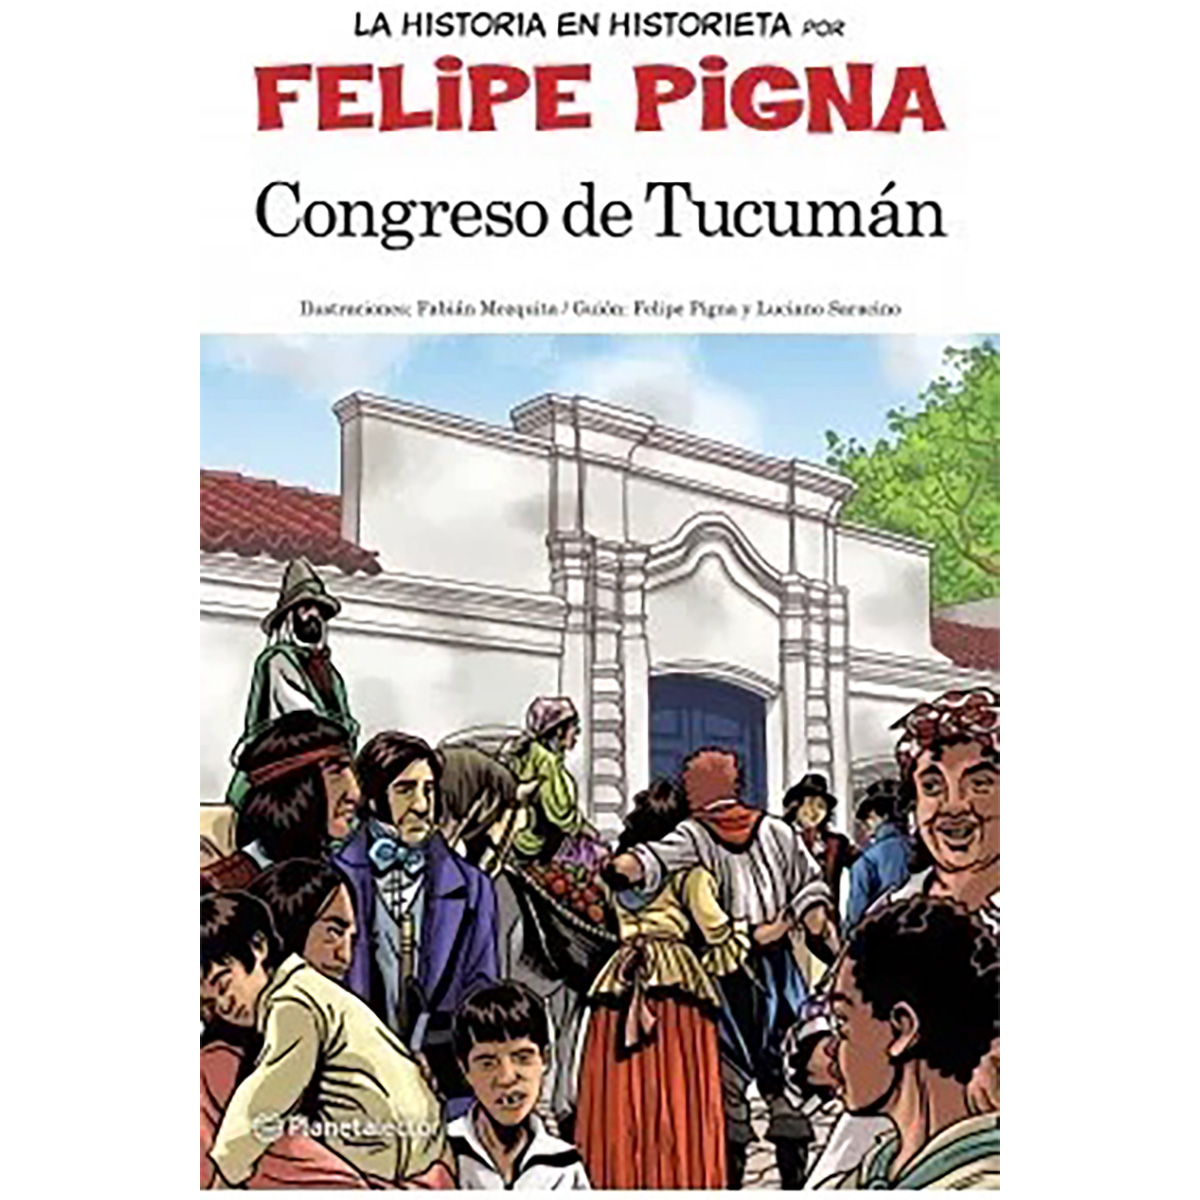 LA HISTORIA EN HISTORIETA POR
FELIPE PIGNA
Congreso de Tucumán
Ilustraciones: Fabián Mezquita / Guión: Felipe Pigna y Luciano Saracino
Planetalector